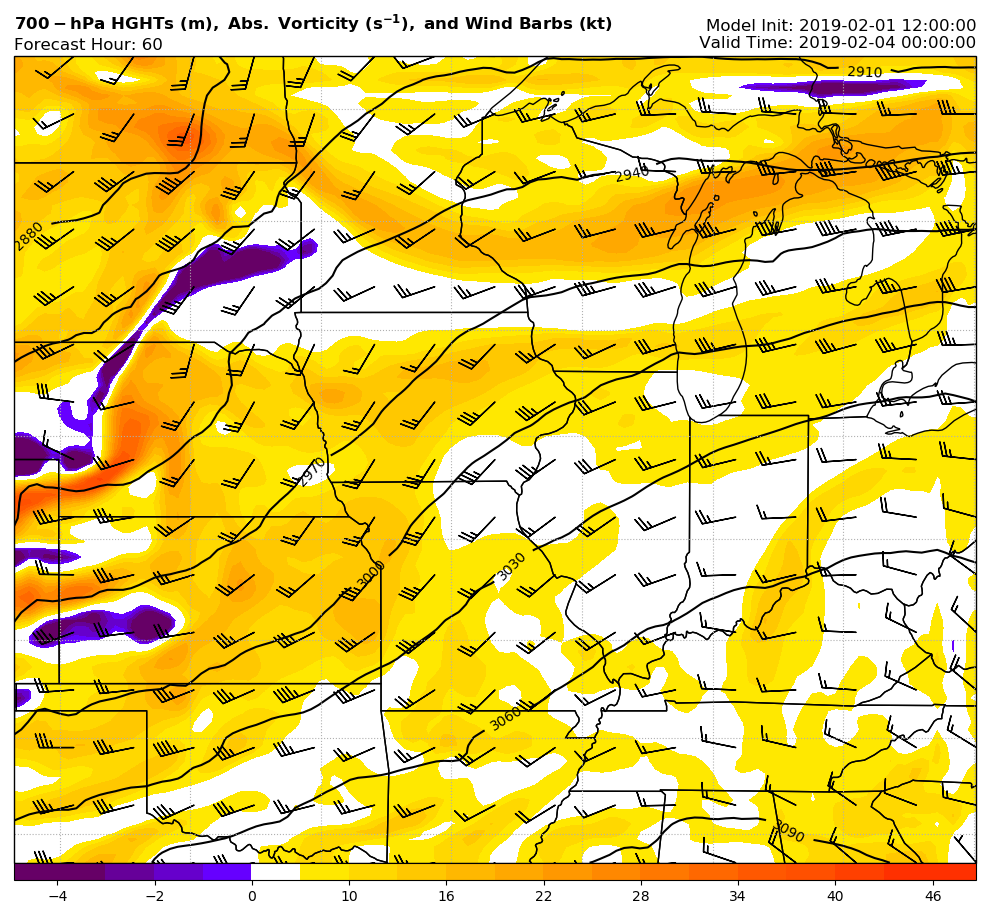 700−hPa HGHTs (m), Abs. Vorticity (s⁻¹), and Wind Barbs (kt)
Model Init: 2019-02-01 12:00:00
Forecast Hour: 60
Valid Time: 2019-02-04 00:00:00
2910
2940
2880
2970
3000
3030
3060
3090
−4 −2 0 10 16 22 28 34 40 46